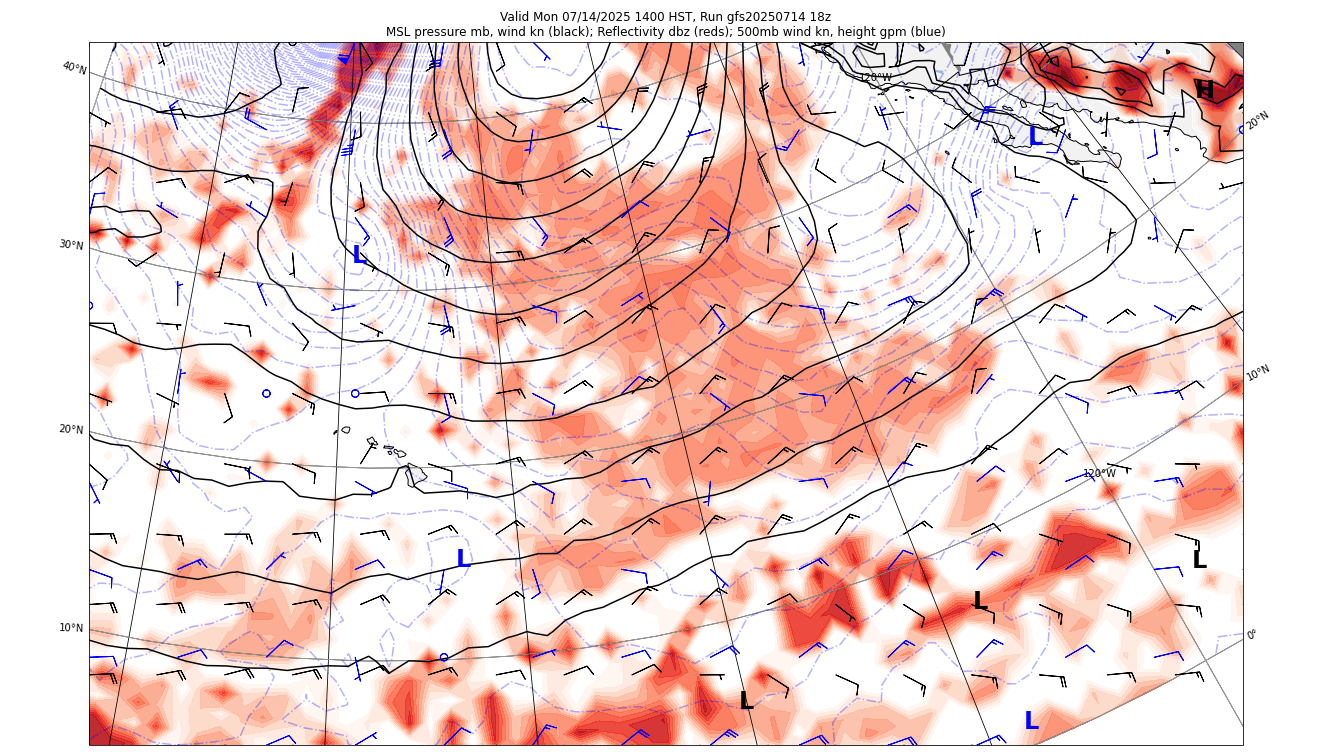 Valid Mon 07/14/2025 1400 HST, Run gfs20250714 18z
MSL pressure mb, wind kn (black); Reflectivity dbz (reds); 500mb wind kn, height gpm (blue)
40°N
120°W
H
20°N
L
30°N
L
10°N
20°N
120°W
L
L
L
10°N
0°
L
L